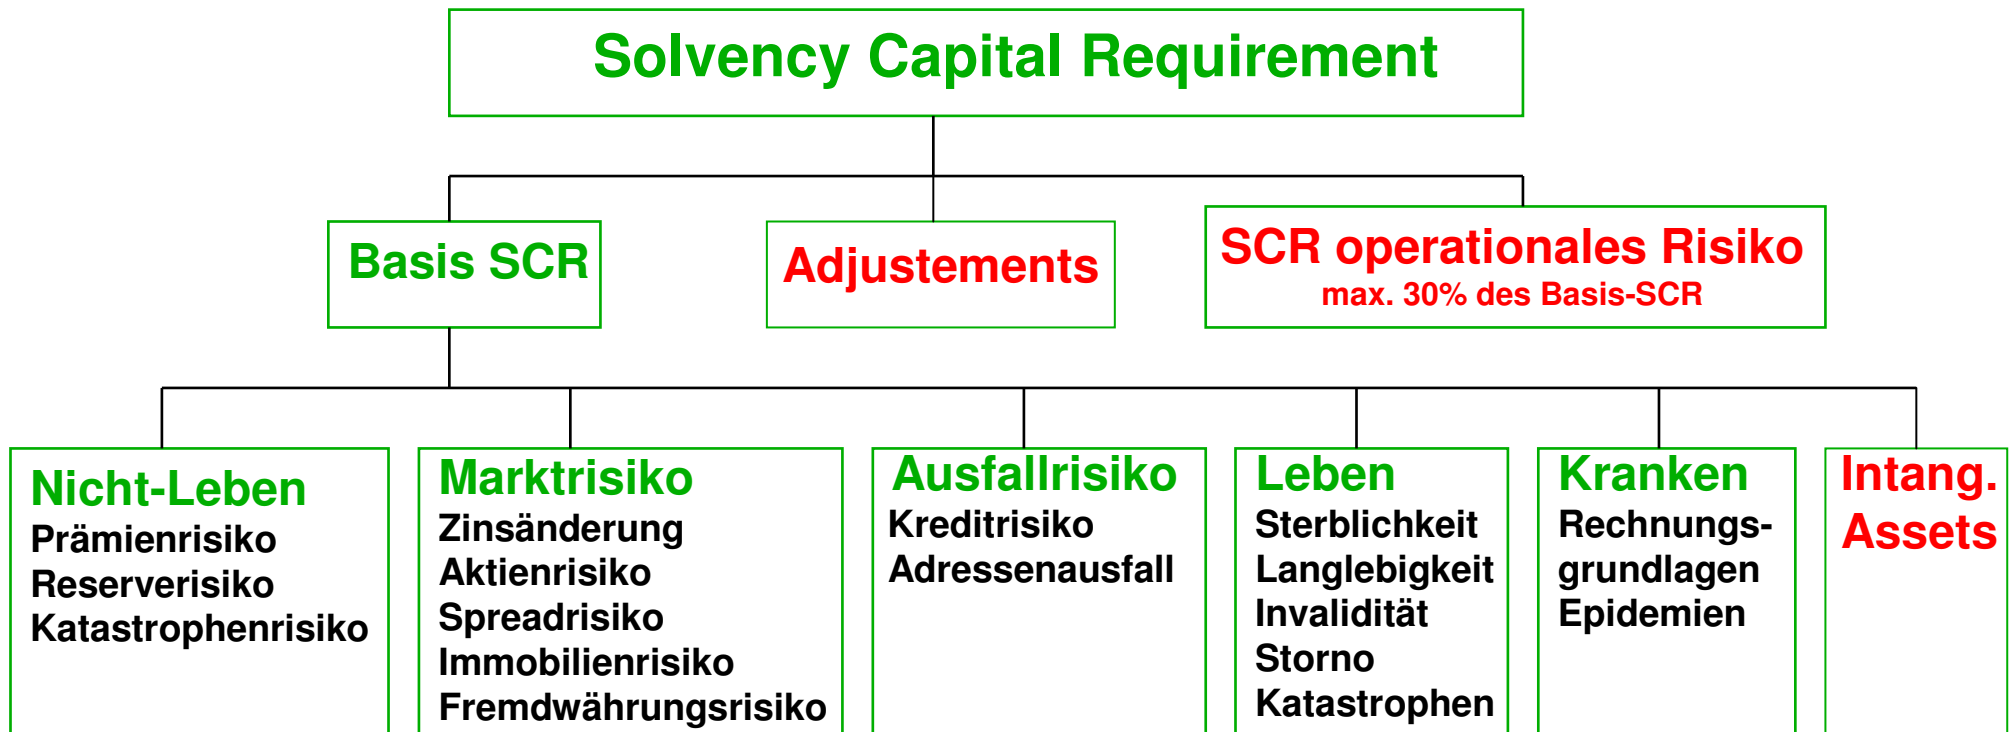 Solvency Capital Requirement
Basis SCR
Adjustements
SCR operationales Risiko
max. 30% des Basis-SCR
Nicht-Leben
Prämienrisiko
Reserverisiko
Katastrophenrisiko
Marktrisiko
Zinsänderung
Aktienrisiko
Spreadrisiko
Immobilienrisiko
Fremdwährungsrisiko
Ausfallrisiko
Kreditrisiko
Adressenausfall
Leben
Sterblichkeit
Langlebigkeit
Invalidität
Storno
Katastrophen
Kranken
Rechnungs-
grundlagen
Epidemien
Intang.
Assets